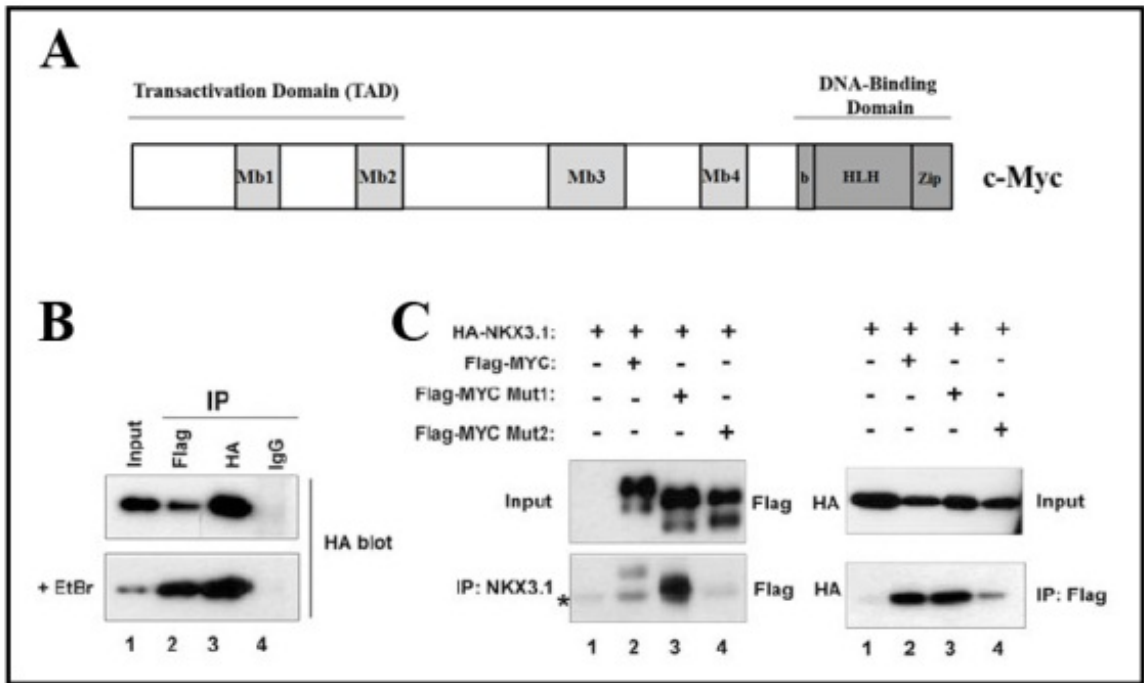 A
Transactivation Domain (TAD)
DNA-Binding
Domain
Mb1 Mb2 Mb3 Mb4 b HLH Zip c-Myc
B
IP
Input Flag HA IgG
HA blot
+ EtBr
1 2 3 4
C
HA-NKX3.1: + + + +
Flag-MYC: - + - -
Flag-MYC Mut1: - - + -
Flag-MYC Mut2: - - - +
Input Flag
IP: NKX3.1 Flag
*
1 2 3 4
+ + + +
- + - -
- - + -
- - - +
HA Input
HA IP: Flag
1 2 3 4